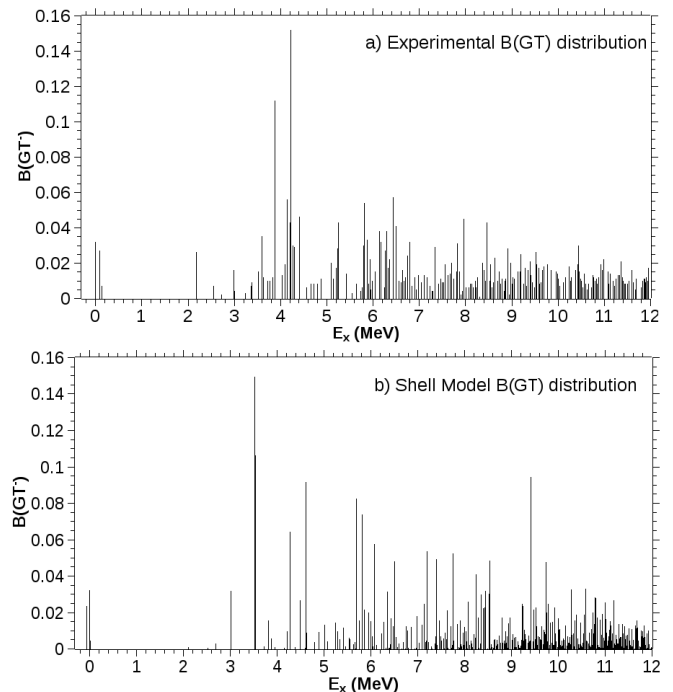 0.16
a) Experimental B(GT) distribution
0.14
0.12
0.1
B(GT-)
0.08
0.06
0.04
0.02
0
0 1 2 3 4 5 6 7 8 9 10 11 12
Ex (MeV)
0.16
b) Shell Model B(GT) distribution
0.14
0.12
0.1
B(GT-)
0.08
0.06
0.04
0.02
0
0 1 2 3 4 5 6 7 8 9 10 11 12
Ex (MeV)